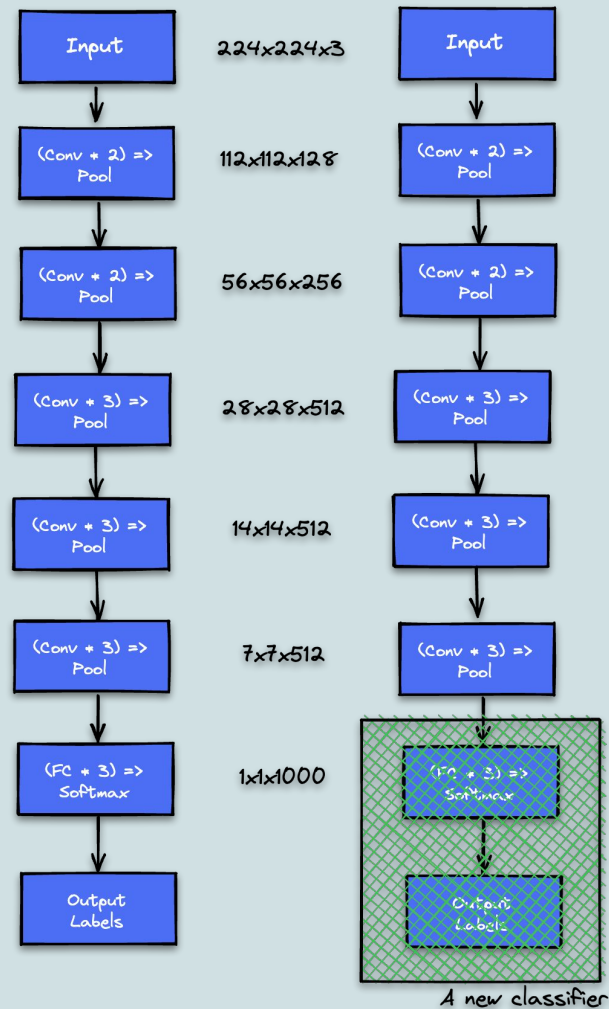 Input
224x224x3
Input
(Conv * 2) =>
Pool
112x112x128
(Conv * 2) =>
Pool
(Conv * 2) =>
Pool
56x56x256
(Conv * 2) =>
Pool
(Conv * 3) =>
Pool
28x28x512
(Conv * 3) =>
Pool
(Conv * 3) =>
Pool
14x14x512
(Conv * 3) =>
Pool
(Conv * 3) =>
Pool
7x7x512
(Conv * 3) =>
Pool
(FC * 3) =>
Softmax
1x1x1000
(FC * 3) =>
Softmax
Output
Labels
Output
Labels
A new classifier